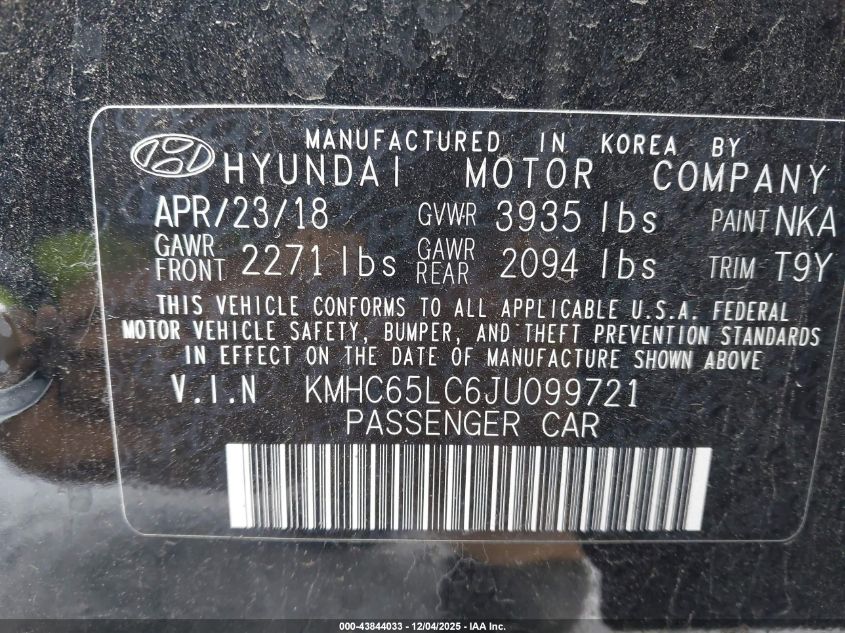 MANUFACTURED IN KOREA BY
HYUNDAI MOTOR COMPANY
APR/23/18 GVWR 3935 lbs PAINT NKA
GAWR FRONT 2271 lbs GAWR REAR 2094 lbs TRIM T9Y
THIS VEHICLE CONFORMS TO ALL APPLICABLE U.S.A. FEDERAL
MOTOR VEHICLE SAFETY, BUMPER, AND THEFT PREVENTION STANDARDS
IN EFFECT ON THE DATE OF MANUFACTURE SHOWN ABOVE
V.I.N KMHC65LC6JU099721
PASSENGER CAR
000-43844033 - 12/04/2025 - IAA Inc.